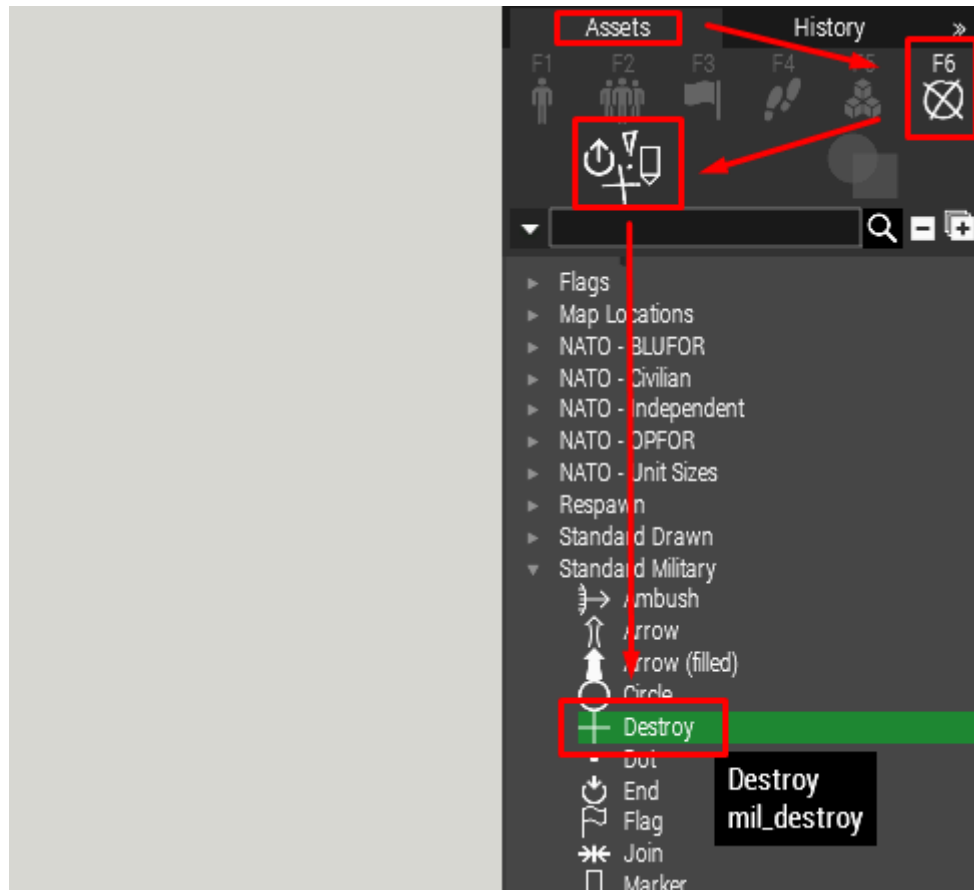 Assets History »
F1 F2 F3 F4 F5 F6
Flags
Map Locations
NATO - BLUFOR
NATO - Civilian
NATO - Independent
NATO - OPFOR
NATO - Unit Sizes
Respawn
Standard Drawn
Standard Military
Ambush
Arrow
Arrow (filled)
Circle
Destroy
Dot
End
Flag
Join
Marker
Destroy
mil_destroy